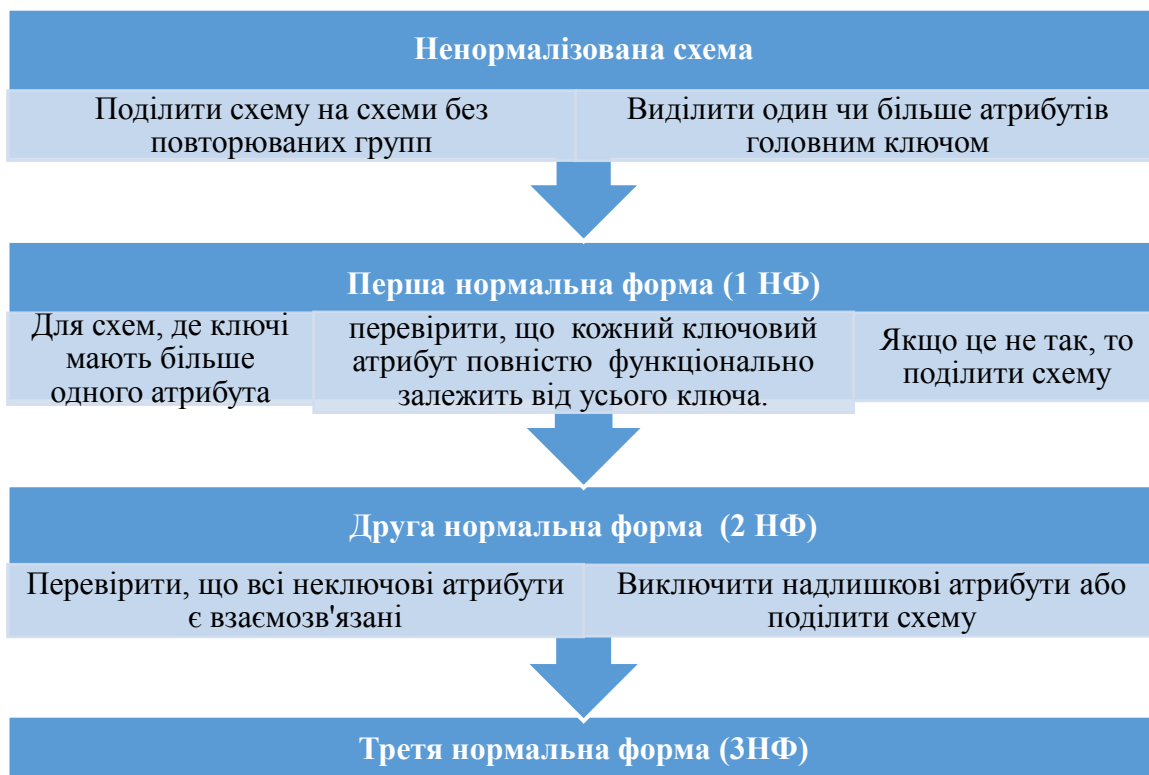 Ненормалізована схема
Поділити схему на схеми без
повторюваних групп
Виділити один чи більше атрибутів
головним ключом
Перша нормальна форма (1 НФ)
Для схем, де ключі
мають більше
одного атрибута
перевірити, що кожний ключовий
атрибут повністю функціонально
залежить від усього ключа.
Якщо це не так, то
поділити схему
Друга нормальна форма (2 НФ)
Перевірити, що всі неключові атрибути
є взаємозв'язані
Виключити надлишкові атрибути або
поділити схему
Третя нормальна форма (3НФ)